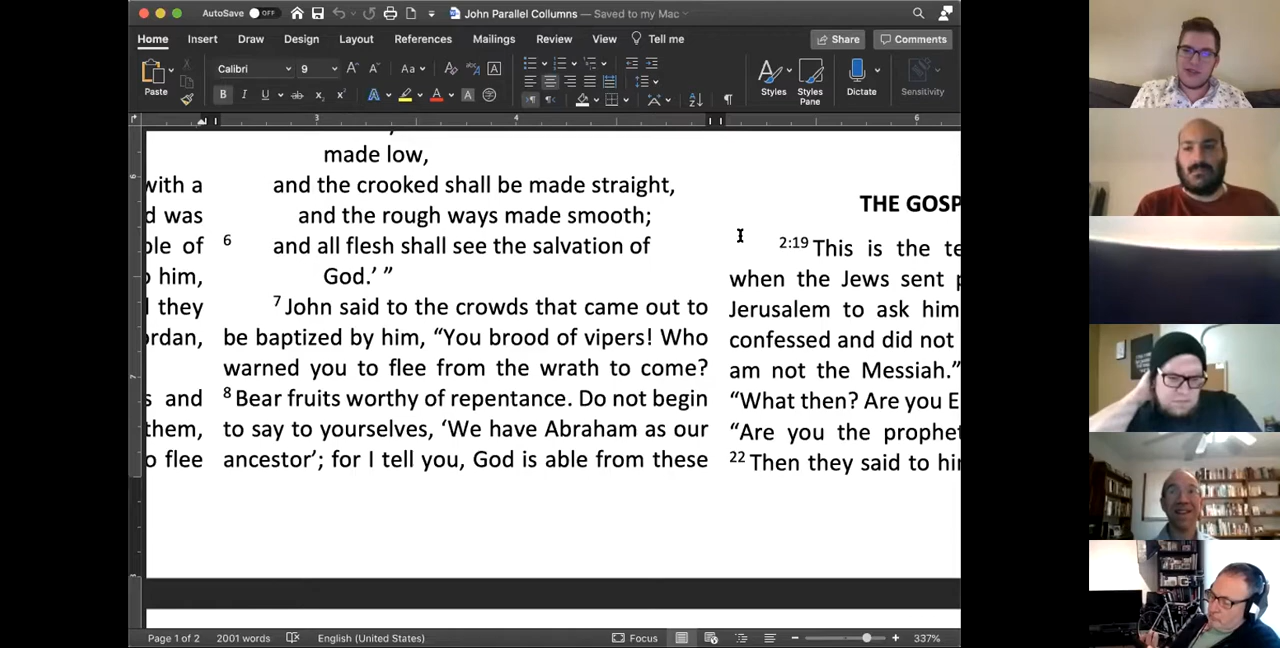 AutoSave OFF
John Parallel Collumns — Saved to my Mac
Home Insert Draw Design Layout References Mailings Review View Tell me Share Comments
Paste Calibri 9 Styles Styles Pane Dictate Sensitivity
B I U ab x₂ x²
3 4 6
made low,
and the crooked shall be made straight,
and the rough ways made smooth;
6 and all flesh shall see the salvation of
God.’ ”
7 John said to the crowds that came out to
be baptized by him, “You brood of vipers! Who
warned you to flee from the wrath to come?
8 Bear fruits worthy of repentance. Do not begin
to say to yourselves, ‘We have Abraham as our
ancestor’; for I tell you, God is able from these
with a
d was
of
him,
they
rdan,
and
them,
flee
THE GOSP
2:19 This is the te
when the Jews sent p
Jerusalem to ask him
confessed and did not
am not the Messiah.”
“What then? Are you E
“Are you the prophet
22 Then they said to hi
Page 1 of 2 2001 words English (United States) Focus 337%